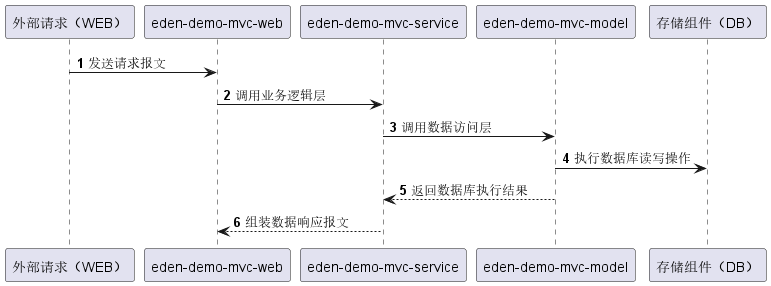 外部请求（WEB） eden-demo-mvc-web eden-demo-mvc-service eden-demo-mvc-model 存储组件（DB）
1 发送请求报文
2 调用业务逻辑层
3 调用数据访问层
4 执行数据库读写操作
5 返回数据库执行结果
6 组装数据响应报文
外部请求（WEB） eden-demo-mvc-web eden-demo-mvc-service eden-demo-mvc-model 存储组件（DB）